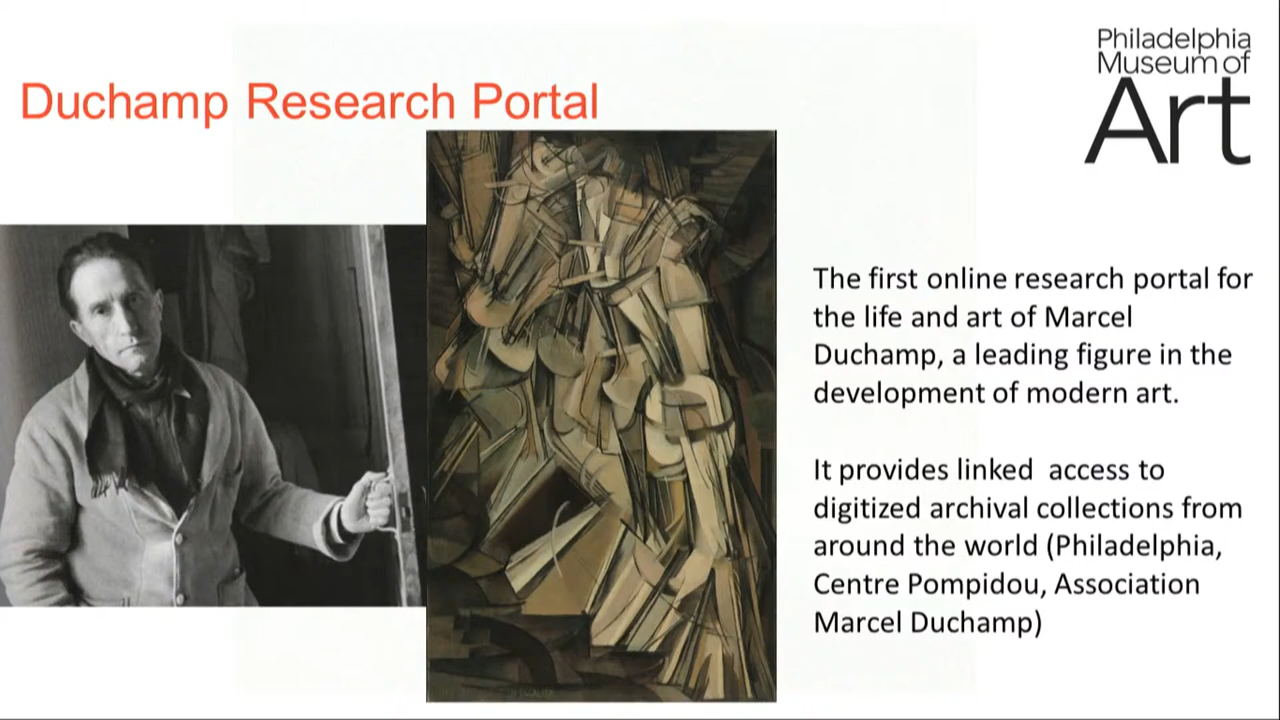 Philadelphia
Museum of
Art
Duchamp Research Portal
The first online research portal for
the life and art of Marcel
Duchamp, a leading figure in the
development of modern art.
It provides linked  access to
digitized archival collections from
around the world (Philadelphia,
Centre Pompidou, Association
Marcel Duchamp)